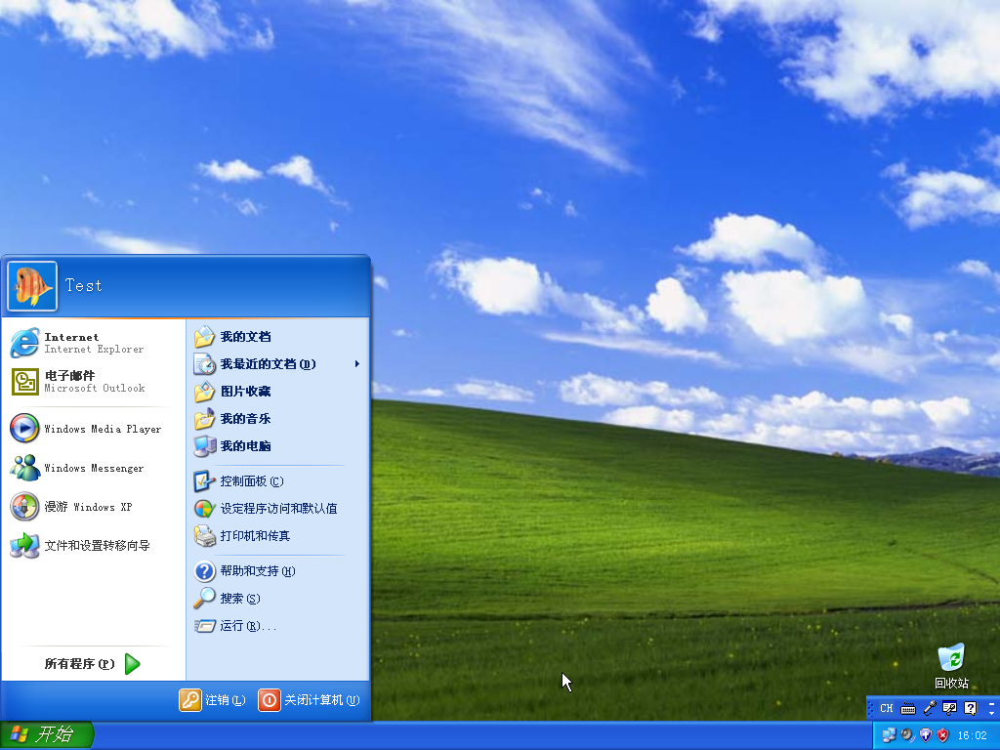 Test
Internet
Internet Explorer
电子邮件
Microsoft Outlook
Windows Media Player
Windows Messenger
漫游 Windows XP
文件和设置转移向导
所有程序(P)
我的文档
我最近的文档(D)
图片收藏
我的音乐
我的电脑
控制面板(C)
设定程序访问和默认值
打印机和传真
帮助和支持(H)
搜索(S)
运行(R)...
注销(L)
关闭计算机(U)
回收站
CH
开始
16:02